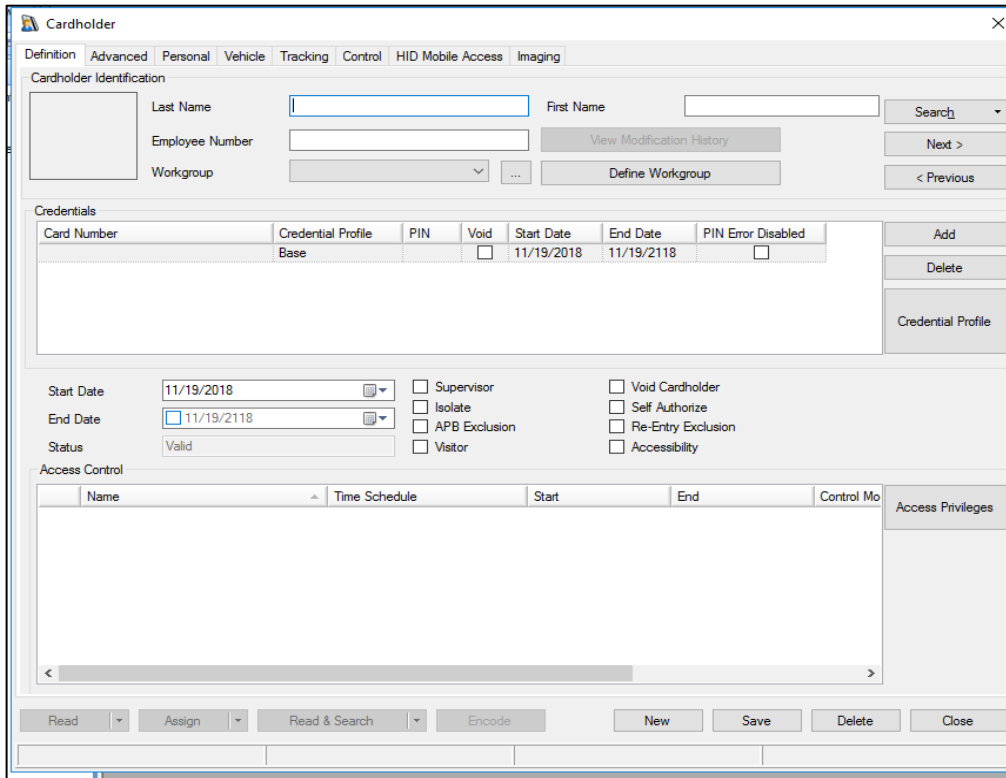 Cardholder
Definition Advanced Personal Vehicle Tracking Control HID Mobile Access Imaging
Cardholder Identification
Last Name First Name Search
Employee Number View Modification History Next >
Workgroup ... Define Workgroup < Previous
Credentials
Card Number Credential Profile PIN Void Start Date End Date PIN Error Disabled Add
Base 11/19/2018 11/19/2118
Delete
Credential Profile
Start Date 11/19/2018 Supervisor Void Cardholder
End Date 11/19/2118 Isolate Self Authorize
APB Exclusion Re-Entry Exclusion
Status Valid Visitor Accessibility
Access Control
Name Time Schedule Start End Control Mo
Access Privileges
Read Assign Read & Search Encode New Save Delete Close